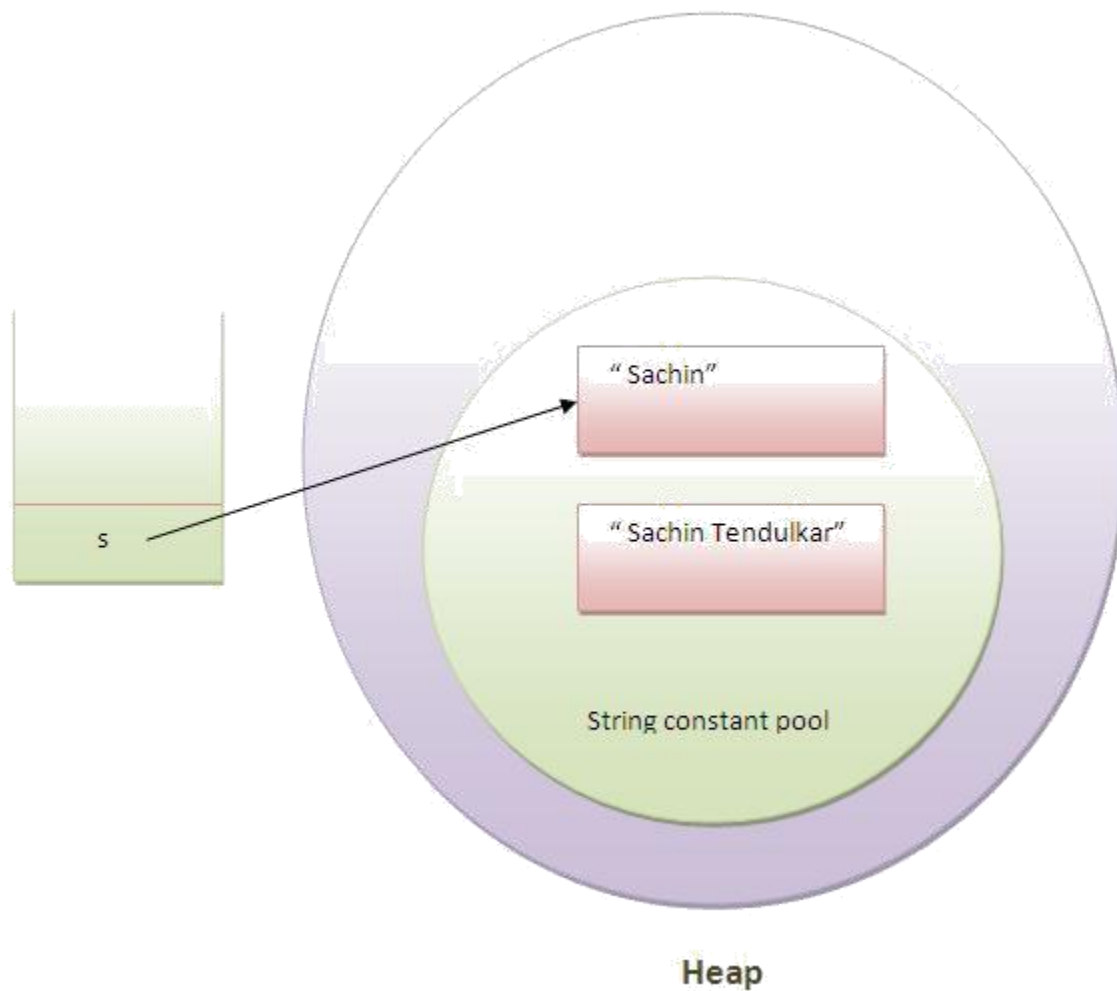 “ Sachin”
s
“ Sachin Tendulkar”
String constant pool
Heap